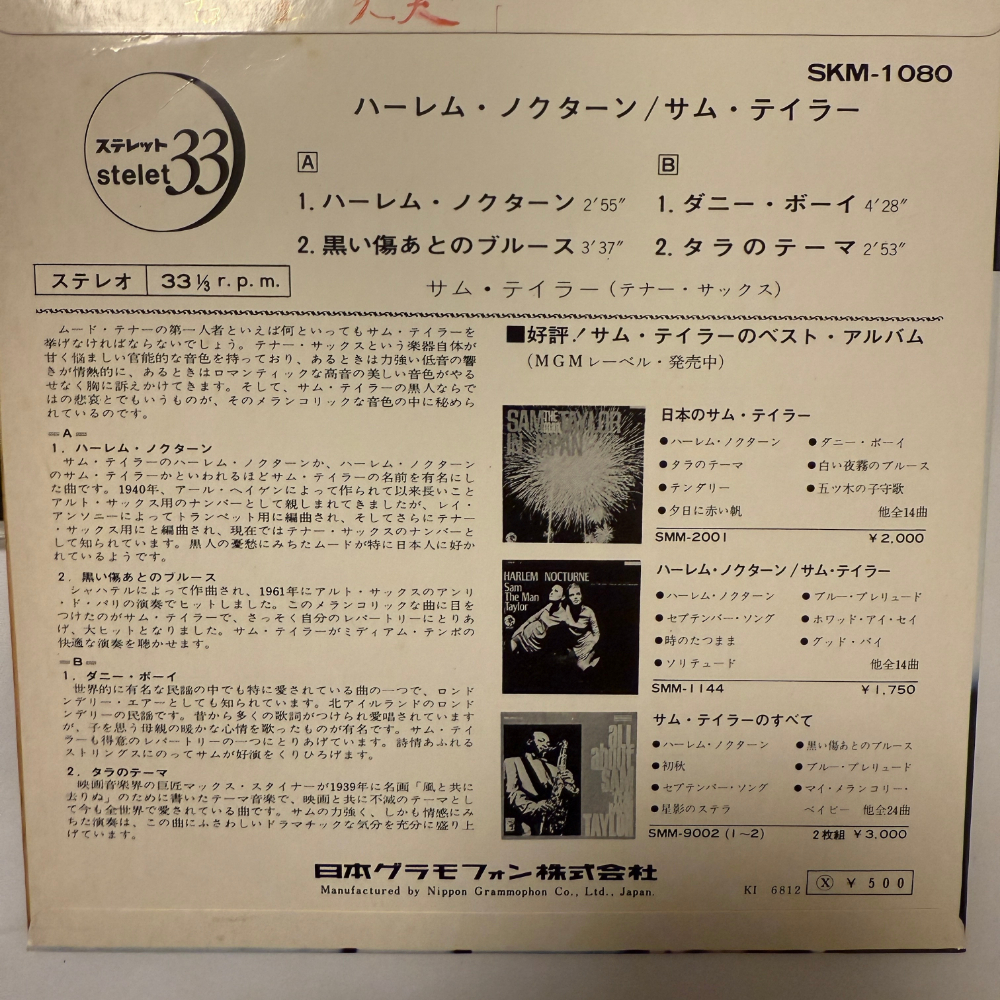 SKM-1080
ハーレム・ノクターン/サム・テイラー
ステレット
stelet 33
A
1. ハーレム・ノクターン 2′55″
2. 黒い傷あとのブルース 3′37″
B
1. ダニー・ボーイ 4′28″
2. タラのテーマ 2′53″
サム・テイラー(テナー・サックス)
ステレオ 33⅓ r.p.m.
ムード・テナーの第一人者といえば何といってもサム・テイラーを
挙げなければならないでしょう。テナー・サックスという楽器自体が
甘く悩ましい官能的な音色を持っており、あるときは力強い低音の響
きが情熱的に、あるときはロマンティックな高音の美しい音色がやる
せなく胸に訴えかけてきます。そして、サム・テイラーの黒人ならで
はの悲哀とでもいうものが、そのメランコリックな音色の中に秘めら
れているのです。
=A=
1. ハーレム・ノクターン
サム・テイラーのハーレム・ノクターンか、ハーレム・ノクターン
のサム・テイラーかといわれるほどサム・テイラーの名前を有名にし
た曲です。1940年、アール・ヘイゲンによって作られて以来長いこと
アルト・サックス用のナンバーとして親しまれてきましたが、レイ・
アンソニーによってトランペット用に編曲され、そしてさらにテナー
・サックス用にと編曲され、現在ではテナー・サックスのナンバーと
して知られています。黒人の憂愁にみちたムードが特に日本人に好か
れているようです。
2. 黒い傷あとのブルース
シャハテルによって作曲され、1961年にアルト・サックスのアンリ
・ド・パリの演奏でヒットしました。このメランコリックな曲に目を
つけたのがサム・テイラーで、さっそく自分のレパートリーにとりあ
げ、大ヒットとなりました。サム・テイラーがミディアム・テンポの
快適な演奏を聴かせます。
=B=
1. ダニー・ボーイ
世界的に有名な民謡の中でも特に愛されている曲の一つで、ロンド
ンデリー・エアーとしても知られています。北アイルランドのロンド
ンデリーの民謡です。昔から多くの歌詞がつけられ愛唱されています
が、子を思う母親の暖かな心情を歌ったものが有名です。サム・テイ
ラーも得意のレパートリーの一つにとりあげています。詩情あふれる
ストリングスにのってサムが好演をくりひろげます。
2. タラのテーマ
映画音楽界の巨匠マックス・スタイナーが1939年に名画「風と共に
去りぬ」のために書いたテーマ音楽で、映画と共に不滅のテーマとし
て今も全世界で愛されている曲です。サムの力強く、しかも情感にみ
ちた演奏は、この曲にふさわしいドラマチックな気分を充分に盛り上
げています。
■好評!サム・テイラーのベスト・アルバム
(MGMレーベル・発売中)
SAM THE MAN TAYLOR
IN JAPAN
日本のサム・テイラー
●ハーレム・ノクターン ●ダニー・ボーイ
●タラのテーマ ●白い夜霧のブルース
●テンダリー ●五ツ木の子守歌
●夕日に赤い帆 他全14曲
SMM-2001 ¥2,000
HARLEM NOCTURNE
Sam
The Man
Taylor
ハーレム・ノクターン/サム・テイラー
●ハーレム・ノクターン ●ブルー・プレリュード
●セプテンバー・ソング ●ホワッド・アイ・セイ
●時のたつまま ●グッド・バイ
●ソリテュード 他全14曲
SMM-1144 ¥1,750
all
about
SAM
TAYLOR
サム・テイラーのすべて
●ハーレム・ノクターン ●黒い傷あとのブルース
●初秋 ●ブルー・プレリュード
●セプテンバー・ソング ●マイ・メランコリー・
●星影のステラ ベイビー 他全24曲
SMM-9002 (1〜2) 2枚組 ¥3,000
日本グラモフォン株式会社
Manufactured by Nippon Grammophon Co., Ltd., Japan.
KI 6812 Ⓧ ¥500